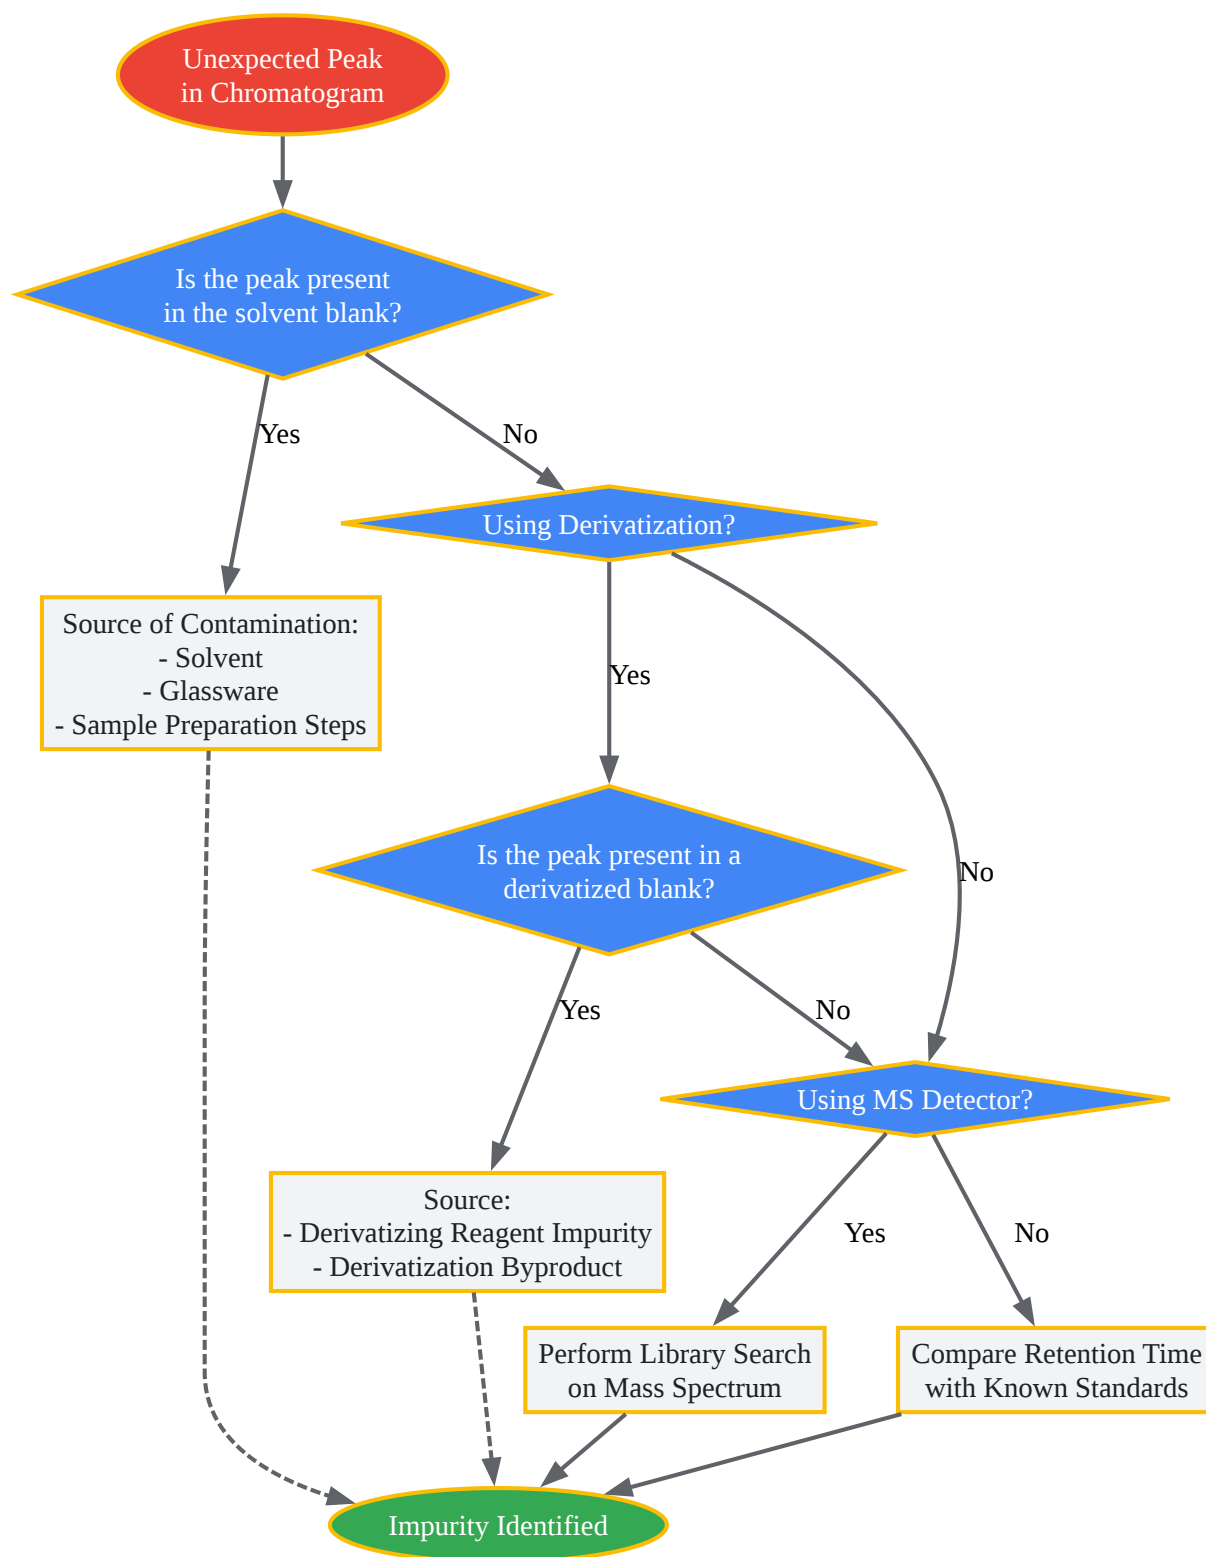 Unexpected Peak
in Chromatogram
Is the peak present
in the solvent blank?
Yes
No
Using Derivatization?
Source of Contamination:
- Solvent
- Glassware
- Sample Preparation Steps
Yes
Is the peak present in a
derivatized blank?
No
Yes
No
Using MS Detector?
Source:
- Derivatizing Reagent Impurity
- Derivatization Byproduct
Yes
No
Perform Library Search
on Mass Spectrum
Compare Retention Time
with Known Standards
Impurity Identified